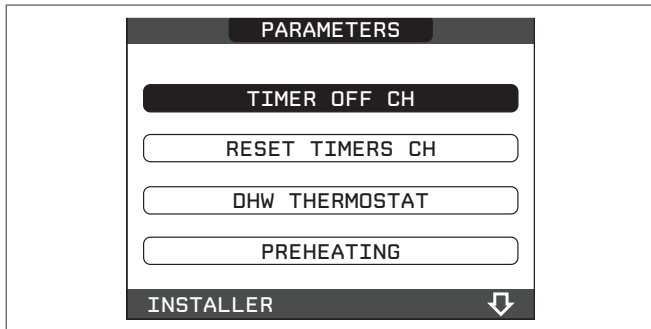 PARAMETERS
TIMER OFF CH
RESET TIMERS CH
DHW THERMOSTAT
PREHEATING
INSTALLER